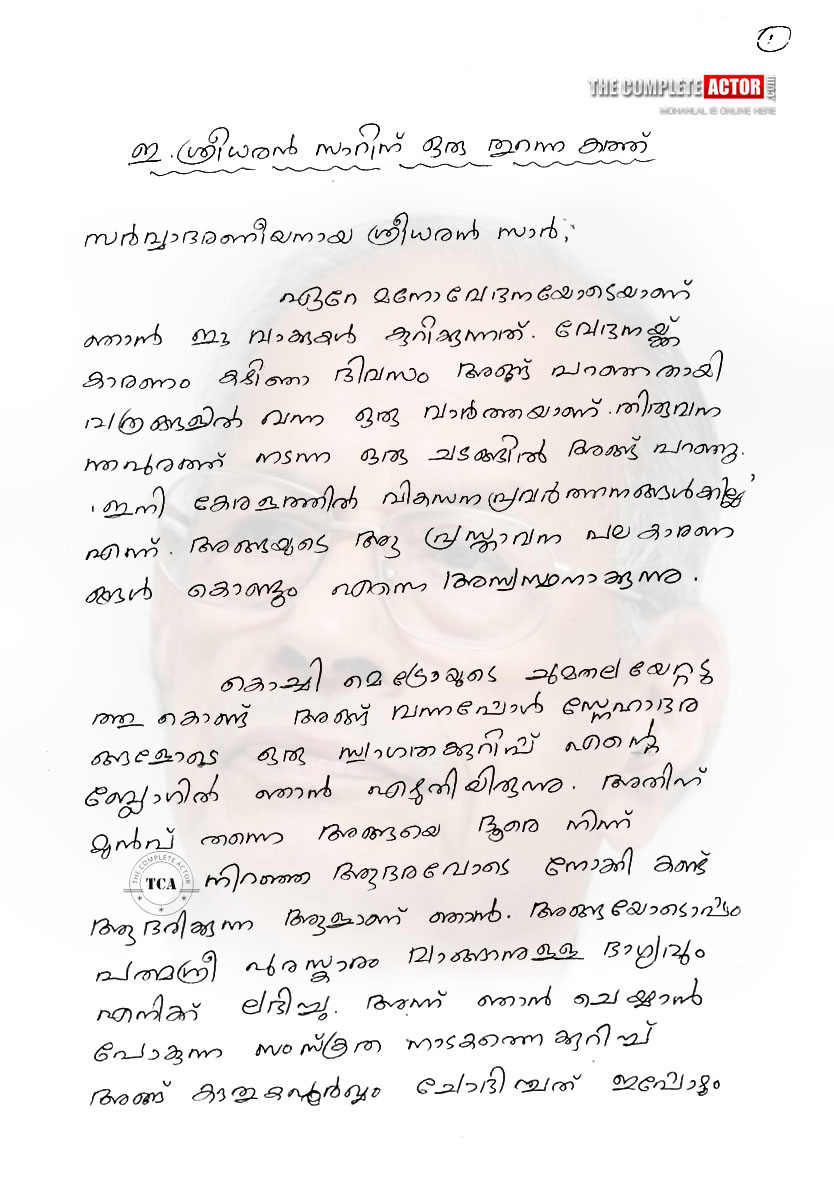 1
THE COMPLETE ACTOR .COM
MOHANLAL IS ONLINE HERE
ഇ. ശ്രീധരൻ സാറിന് ഒരു തുറന്ന കത്ത്
സർവ്വാദരണീയനായ ശ്രീധരൻ സാർ,
ഏറേ മനോവേദനയോടെയാണ്
ഞാൻ ഈ വാക്കുകൾ കുറിക്കുന്നത്. വേദനയ്ക്ക്
കാരണം കഴിഞ്ഞ ദിവസം അങ്ങ് പറഞ്ഞതായി
പത്രങ്ങളിൽ വന്ന ഒരു വാർത്തയാണ്. തിരുവന
ന്തപുരത്ത് നടന്ന ഒരു ചടങ്ങിൽ അങ്ങ് പറഞ്ഞു.
'ഇനി കേരളത്തിൽ വികസനപ്രവർത്തനങ്ങൾക്കില്ല'
എന്ന്. അങ്ങയുടെ ആ പ്രസ്താവന പല കാരണ
ങ്ങൾ കൊണ്ടും എന്നെ അസ്വസ്ഥനാക്കുന്നു.
കൊച്ചി മെട്രോയുടെ ചുമതലയേറ്റെടു
ത്തു കൊണ്ട് അങ്ങ് വന്നപ്പോൾ സ്നേഹാദര
ങ്ങളോടെ ഒരു സ്വാഗതക്കുറിപ്പ് എന്റെ
ബ്ലോഗിൽ ഞാൻ എഴുതിയിരുന്നു. അതിന്
മുൻപ് തന്നെ അങ്ങയെ ദൂരെ നിന്ന്
THE COMPLETE ACTOR TCA നിറഞ്ഞ ആദരവോടെ നോക്കി കണ്ട്
ആദരിക്കുന്ന ആളാണ് ഞാൻ. അങ്ങയോടൊപ്പം
പത്മശ്രീ പുരസ്കാരം വാങ്ങാനുള്ള ഭാഗ്യവും
എനിക്ക് ലഭിച്ചു. അന്ന് ഞാൻ ചെയ്യാൻ
പോകുന്ന സംസ്കൃത നാടകത്തെക്കുറിച്ച്
അങ്ങ് കൗതുകപൂർവ്വം ചോദിച്ചത് ഇപ്പോഴും